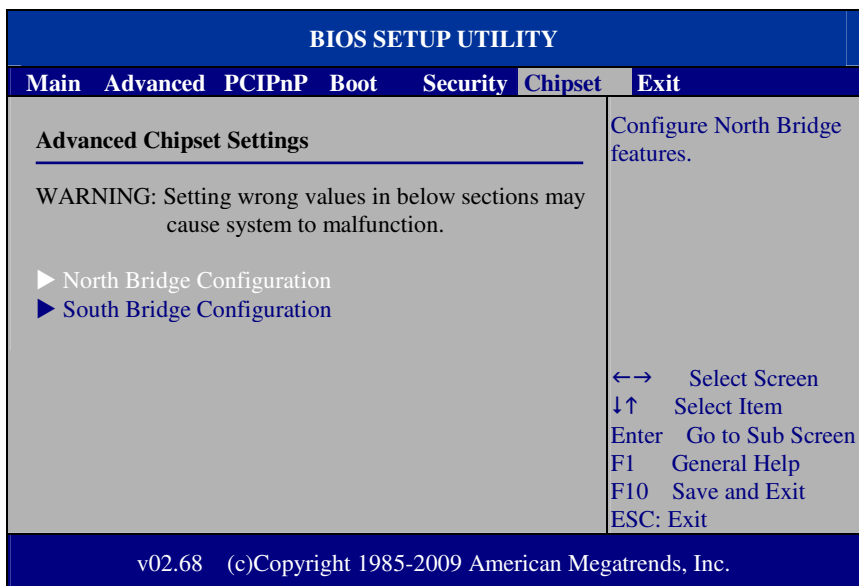 BIOS SETUP UTILITY
Main Advanced PCIPnP Boot Security Chipset Exit
Advanced Chipset Settings
WARNING: Setting wrong values in below sections may
cause system to malfunction.
▶ North Bridge Configuration
▶ South Bridge Configuration
Configure North Bridge
features.
←→ Select Screen
↓↑ Select Item
Enter Go to Sub Screen
F1 General Help
F10 Save and Exit
ESC: Exit
v02.68 (c)Copyright 1985-2009 American Megatrends, Inc.